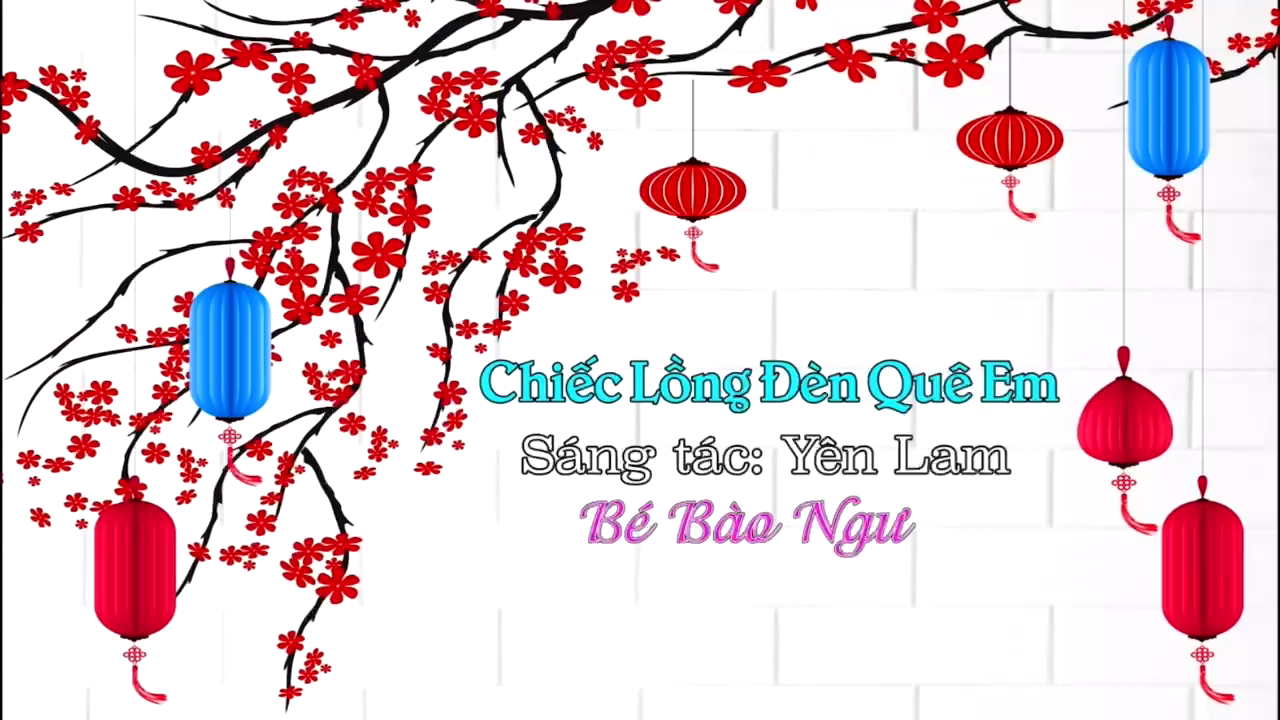 Chiếc Lồng Đèn Quê Em
Sáng tác: Yên Lam
Bé Bào Ngư